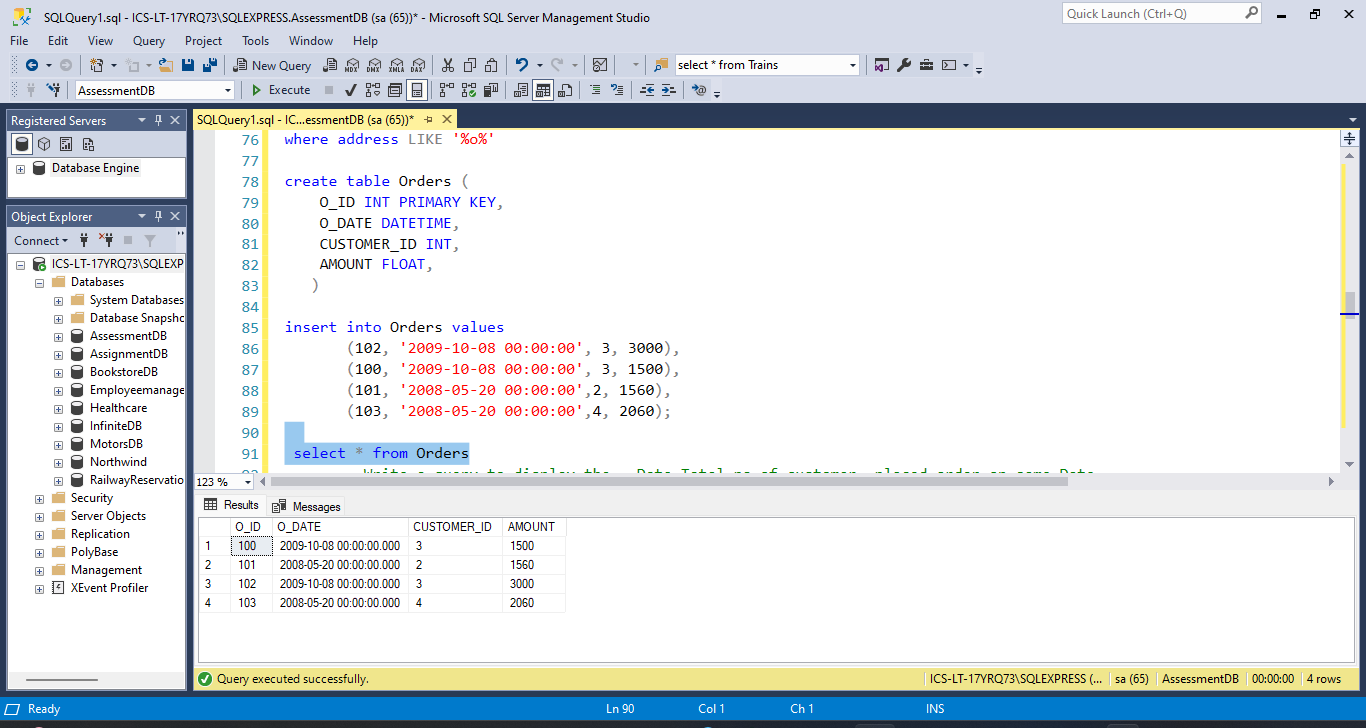 SQLQuery1.sql - ICS-LT-17YRQ73\SQLEXPRESS.AssessmentDB (sa (65))* - Microsoft SQL Server Management Studio
Quick Launch (Ctrl+Q)
File Edit View Query Project Tools Window Help
New Query MDX DMX XMLA DAX select * from Trains
AssessmentDB Execute
Registered Servers
Database Engine
Object Explorer
Connect
ICS-LT-17YRQ73\SQLEXP
Databases
System Databases
Database Snapsho
AssessmentDB
AssignmentDB
BookstoreDB
Employeemanage
Healthcare
InfiniteDB
MotorsDB
Northwind
RailwayReservatio
Security
Server Objects
Replication
PolyBase
Management
XEvent Profiler
SQLQuery1.sql - IC...essmentDB (sa (65))*
76 where address LIKE '%o%'
77
78 create table Orders (
79 O_ID INT PRIMARY KEY,
80 O_DATE DATETIME,
81 CUSTOMER_ID INT,
82 AMOUNT FLOAT,
83 )
84
85 insert into Orders values
86 (102, '2009-10-08 00:00:00', 3, 3000),
87 (100, '2009-10-08 00:00:00', 3, 1500),
88 (101, '2008-05-20 00:00:00',2, 1560),
89 (103, '2008-05-20 00:00:00',4, 2060);
90
91 select * from Orders
123 %
Results Messages
O_ID O_DATE CUSTOMER_ID AMOUNT
1 100 2009-10-08 00:00:00.000 3 1500
2 101 2008-05-20 00:00:00.000 2 1560
3 102 2009-10-08 00:00:00.000 3 3000
4 103 2008-05-20 00:00:00.000 4 2060
Query executed successfully. ICS-LT-17YRQ73\SQLEXPRESS (... sa (65) AssessmentDB 00:00:00 4 rows
Ready Ln 90 Col 1 Ch 1 INS